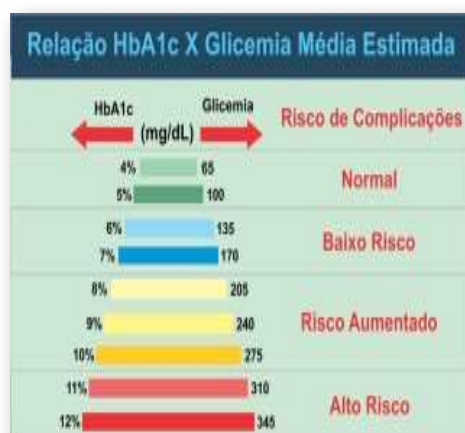 Relação HbA1c X Glicemia Média Estimada
HbA1c Glicemia
(mg/dL)
Risco de Complicações
4% 65
5% 100
Normal
6% 135
7% 170
Baixo Risco
8% 205
9% 240
10% 275
Risco Aumentado
11% 310
12% 345
Alto Risco